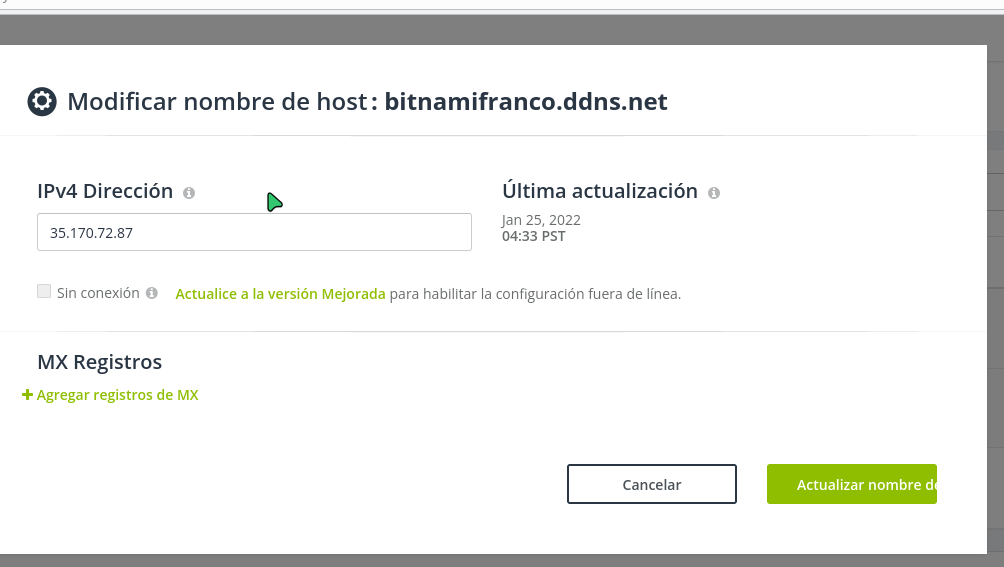 Modificar nombre de host : bitnamifranco.ddns.net
IPv4 Dirección
Última actualización
35.170.72.87
Jan 25, 2022
04:33 PST
Sin conexión
Actualice a la versión Mejorada para habilitar la configuración fuera de línea.
MX Registros
+ Agregar registros de MX
Cancelar
Actualizar nombre de